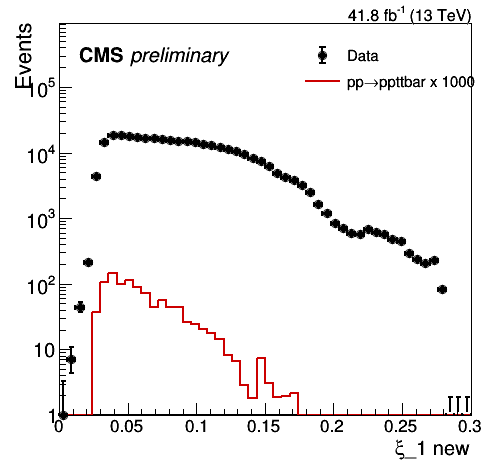 41.8 fb⁻¹ (13 TeV)
Events
CMS preliminary
Data
pp→ppttbar x 1000
10⁵
10⁴
10³
10²
10
1
0 0.05 0.1 0.15 0.2 0.25 0.3
ξ_1 new